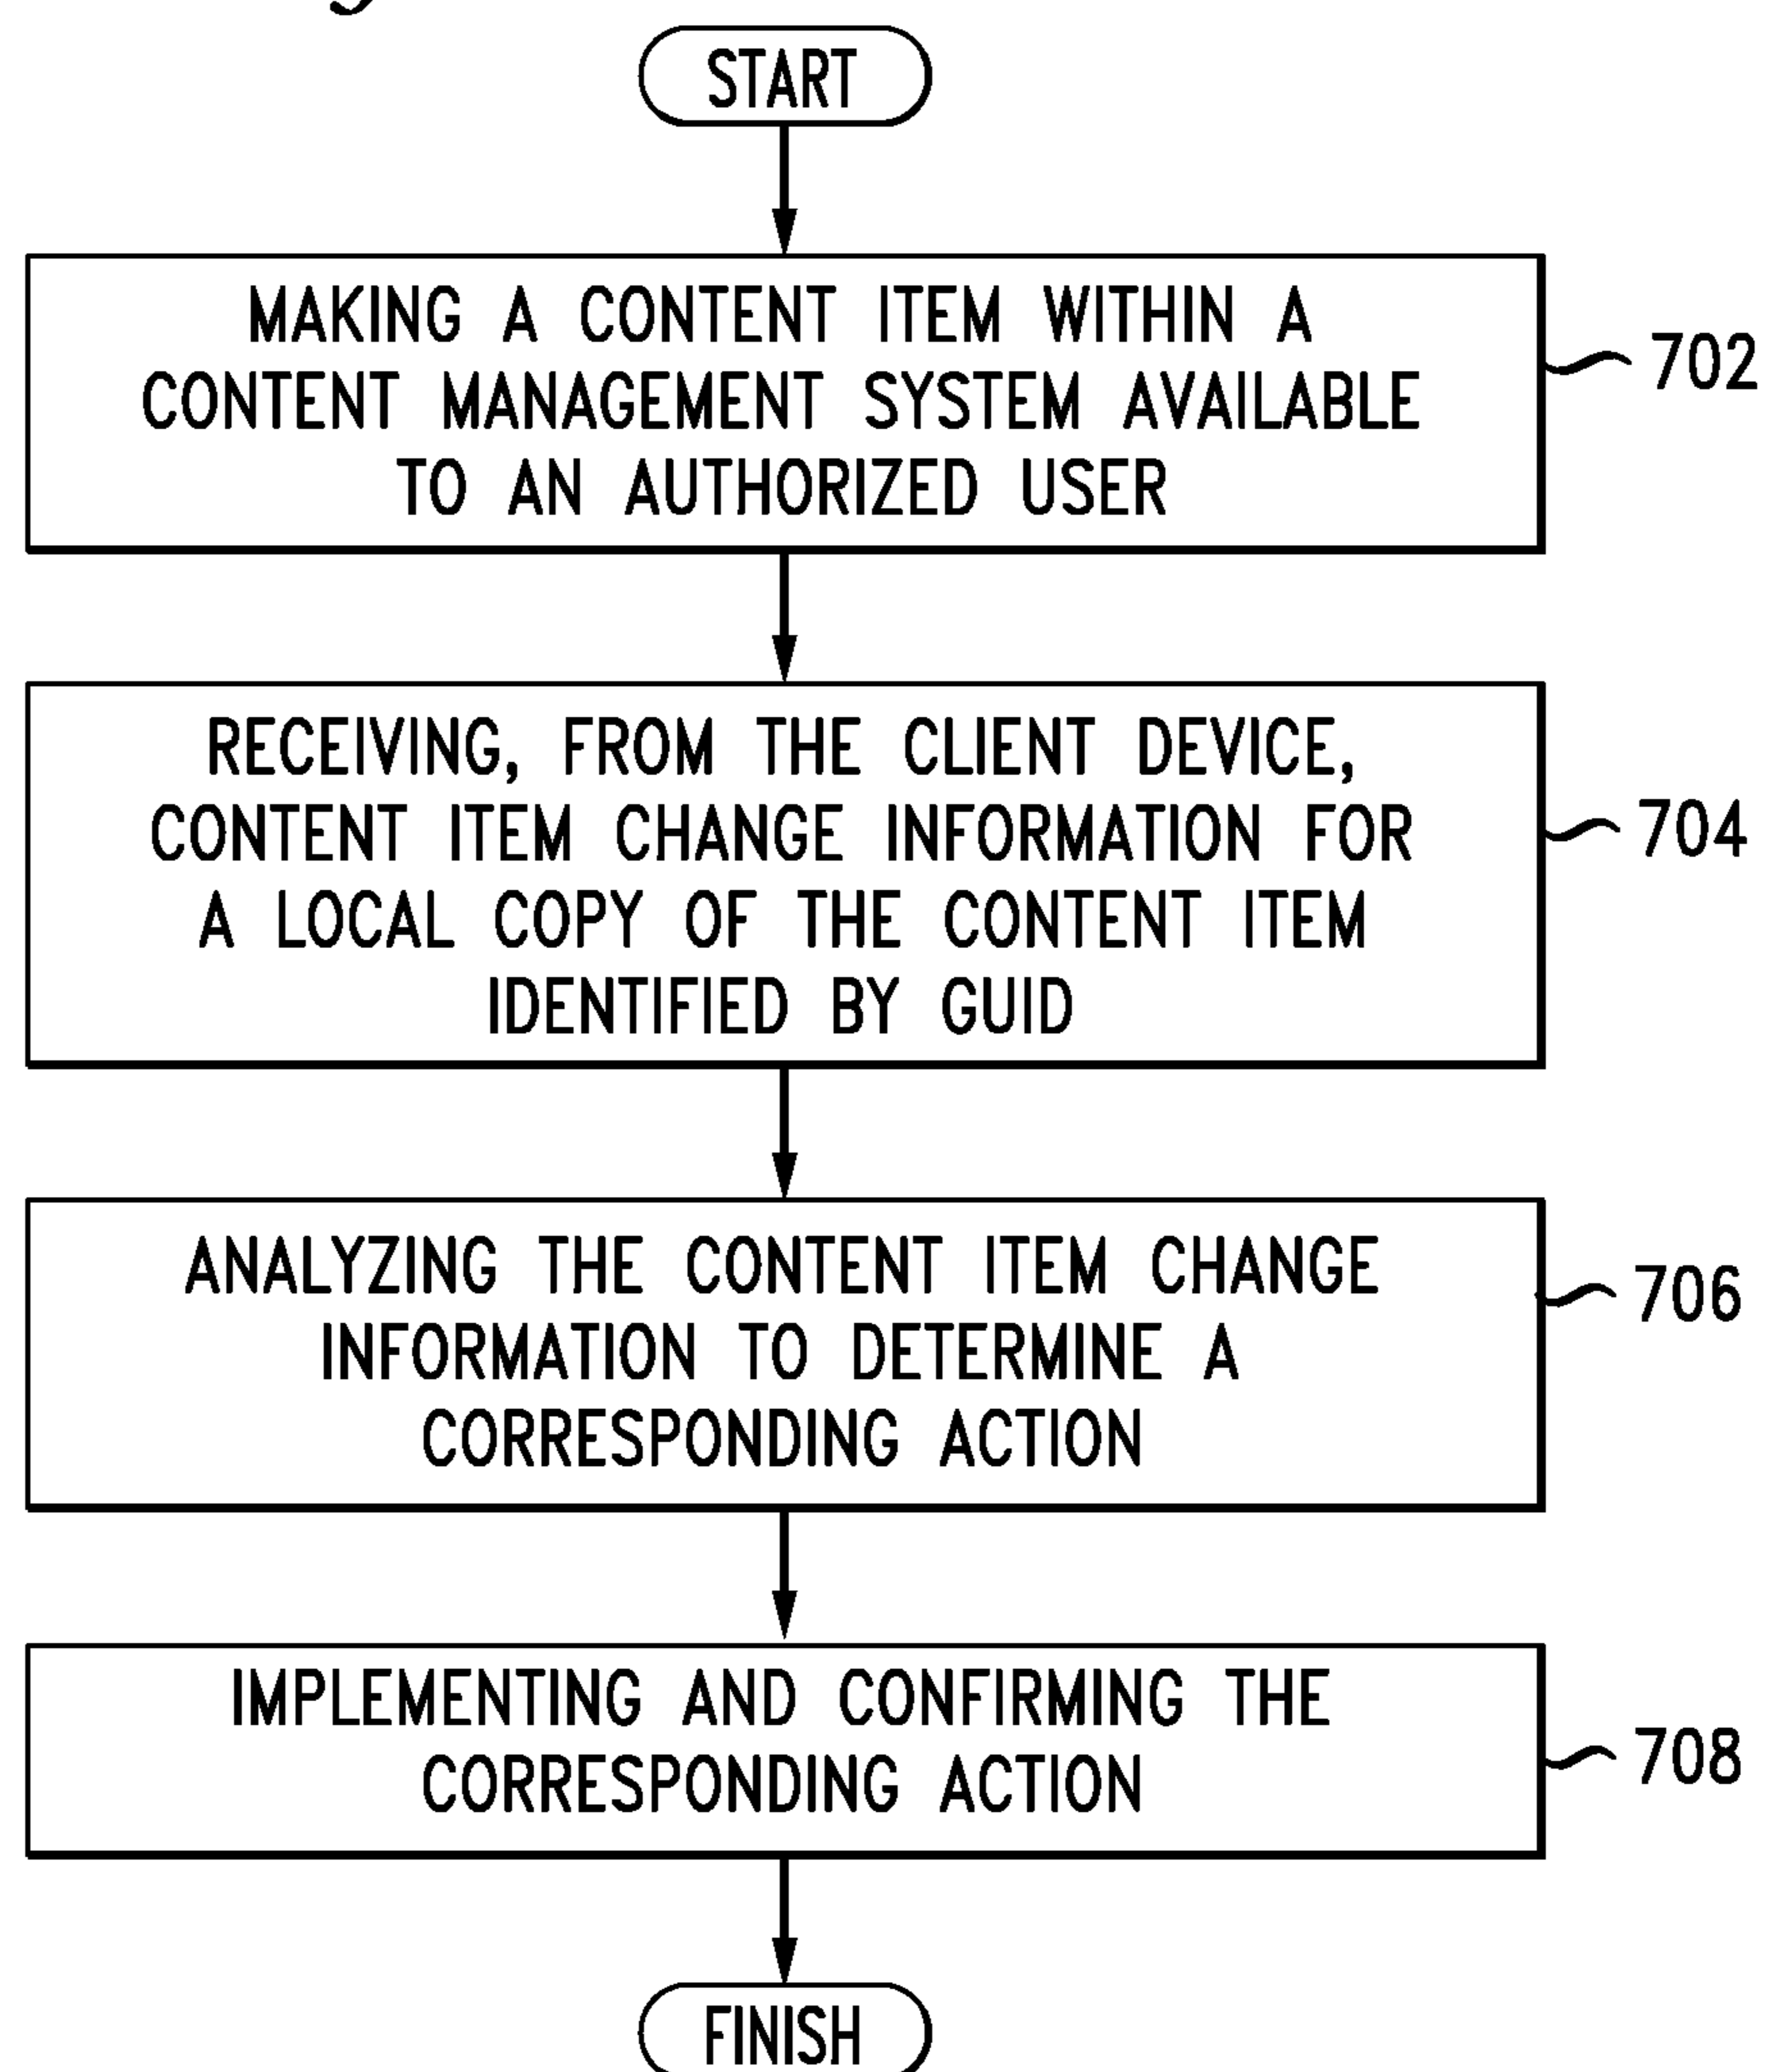 START
MAKING A CONTENT ITEM WITHIN A
CONTENT MANAGEMENT SYSTEM AVAILABLE
TO AN AUTHORIZED USER
702
RECEIVING, FROM THE CLIENT DEVICE,
CONTENT ITEM CHANGE INFORMATION FOR
A LOCAL COPY OF THE CONTENT ITEM
IDENTIFIED BY GUID
704
ANALYZING THE CONTENT ITEM CHANGE
INFORMATION TO DETERMINE A
CORRESPONDING ACTION
706
IMPLEMENTING AND CONFIRMING THE
CORRESPONDING ACTION
708
FINISH